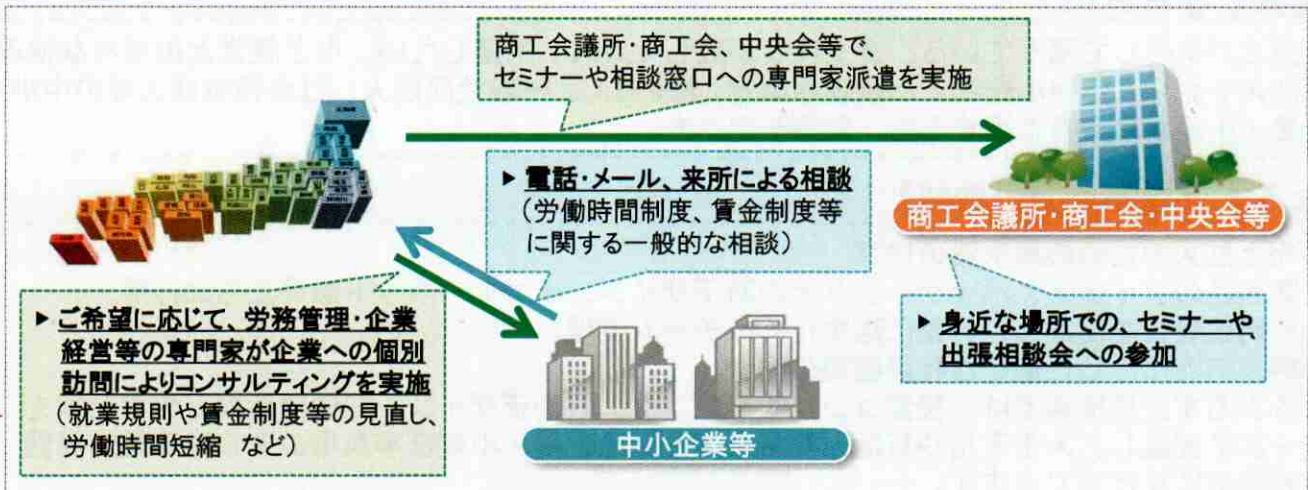 商工会議所・商工会、中央会等で、
セミナーや相談窓口への専門家派遣を実施
▶ 電話・メール、来所による相談
（労働時間制度、賃金制度等
に関する一般的な相談）
商工会議所・商工会・中央会等
▶ ご希望に応じて、労務管理・企業
経営等の専門家が企業への個別
訪問によりコンサルティングを実施
（就業規則や賃金制度等の見直し、
労働時間短縮 など）
▶ 身近な場所での、セミナーや
出張相談会への参加
中小企業等